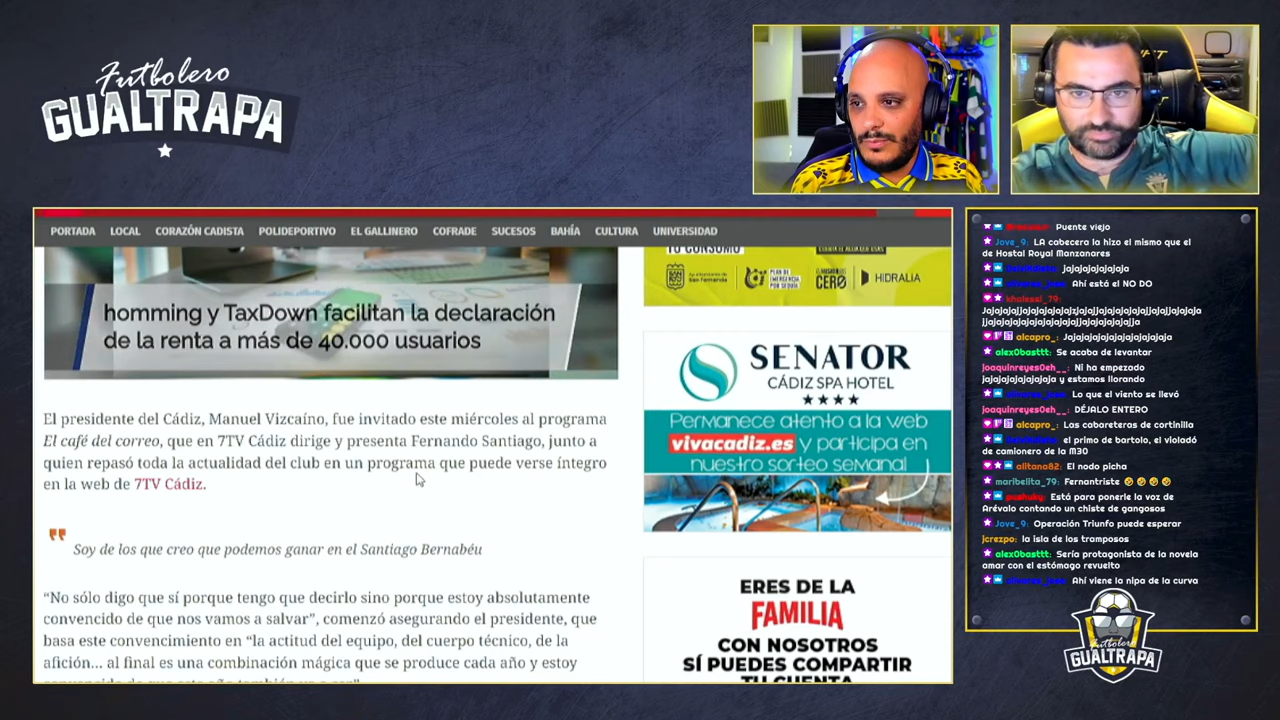 Futbolero
GUALTRAPA
PORTADA LOCAL CORAZÓN CADISTA POLIDEPORTIVO EL GALLINERO COFRADE SUCESOS BAHÍA CULTURA UNIVERSIDAD
homming y TaxDown facilitan la declaración
de la renta a más de 40.000 usuarios
El presidente del Cádiz, Manuel Vizcaíno, fue invitado este miércoles al programa
El café del correo, que en 7TV Cádiz dirige y presenta Fernando Santiago, junto a
quien repasó toda la actualidad del club en un programa que puede verse íntegro
en la web de 7TV Cádiz.
Soy de los que creo que podemos ganar en el Santiago Bernabéu
“No sólo digo que sí porque tengo que decirlo sino porque estoy absolutamente
convencido de que nos vamos a salvar”, comenzó asegurando el presidente, que
basa este convencimiento en “la actitud del equipo, del cuerpo técnico, de la
afición... al final es una combinación mágica que se produce cada año y estoy
TU CONSUMO
HIDRALIA
SENATOR
CÁDIZ SPA HOTEL
Permanece atento a la web
vivacadiz.es y participa en
nuestro sorteo semanal
ERES DE LA
FAMILIA
CON NOSOTROS
SÍ PUEDES COMPARTIR
TU CUENTA
Puente viejo
Jove_9: LA cabecera la hizo el mismo que el
de Hostal Royal Manzanares
jajajajajajaja
Ahí está el NO DO
khaleesi_79:
alcapro_: Jajajajajajajajajajajaja
alex0basttt: Se acaba de levantar
joaquinreyes0eh__: Ni ha empezado
jajajajajajajaja y estamos llorando
Lo que el viento se llevó
joaquinreyes0eh__: DÉJALO ENTERO
alcapro_: Las cabareteras de cortinilla
el primo de bartolo, el violadó
de camionero de la M30
alitano82: El nodo picha
maribelita_79: Fernantriste 🤣🤣🤣🤣
pushuky: Está para ponerle la voz de
Arévalo contando un chiste de gangosos
Jove_9: Operación Triunfo puede esperar
jcrezpo: la isla de los tramposos
alex0basttt: Sería protagonista de la novela
amar con el estómago revuelto
Ahí viene la nipa de la curva
Futbolero
GUALTRAPA